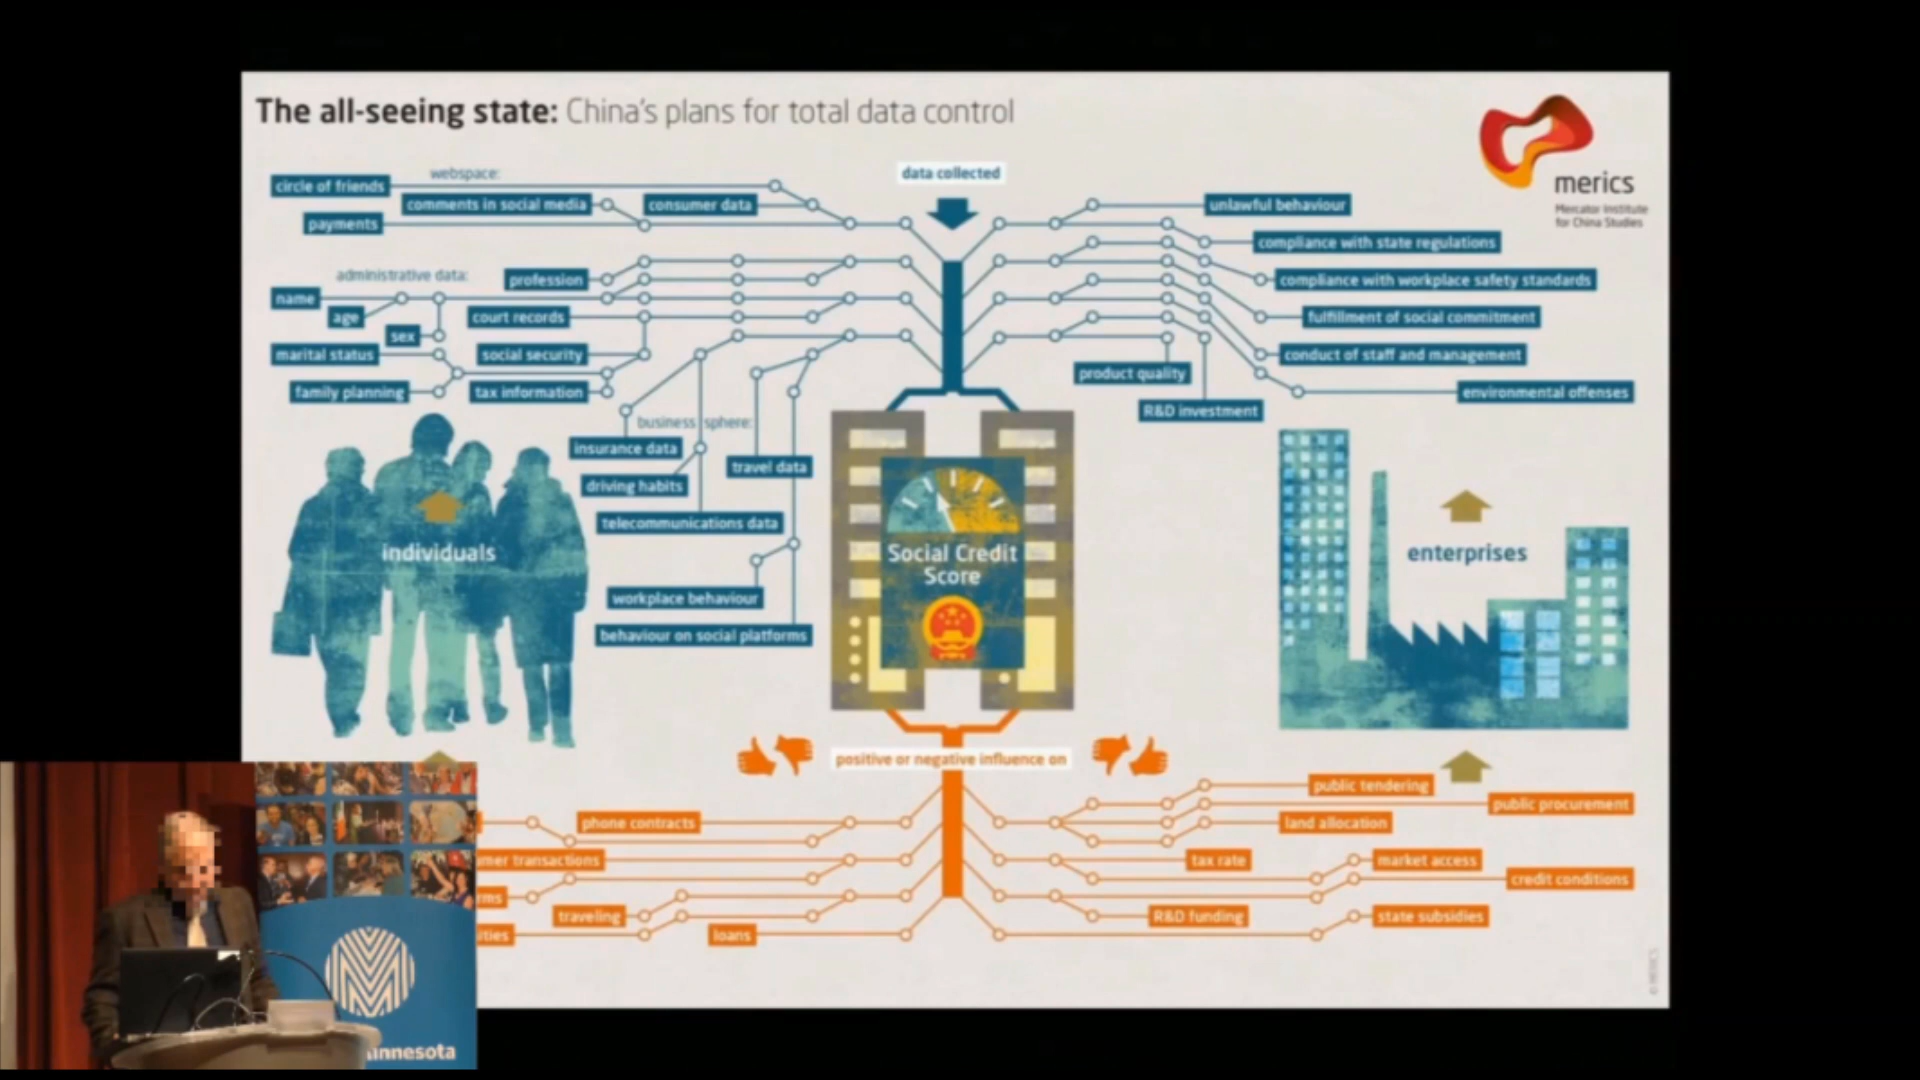 The all-seeing state: China's plans for total data control
merics
Mercator Institute
for China Studies
data collected
webspace:
circle of friends
comments in social media
consumer data
payments
administrative data:
profession
name
age
court records
sex
marital status
social security
family planning
tax information
business sphere:
insurance data
travel data
driving habits
telecommunications data
workplace behaviour
behaviour on social platforms
unlawful behaviour
compliance with state regulations
compliance with workplace safety standards
fulfillment of social commitment
conduct of staff and management
product quality
environmental offenses
R&D investment
individuals
Social Credit
Score
enterprises
positive or negative influence on
phone contracts
umer transactions
rms
traveling
ities
loans
public tendering
public procurement
land allocation
tax rate
market access
credit conditions
R&D funding
state subsidies
© MERICS
innesota